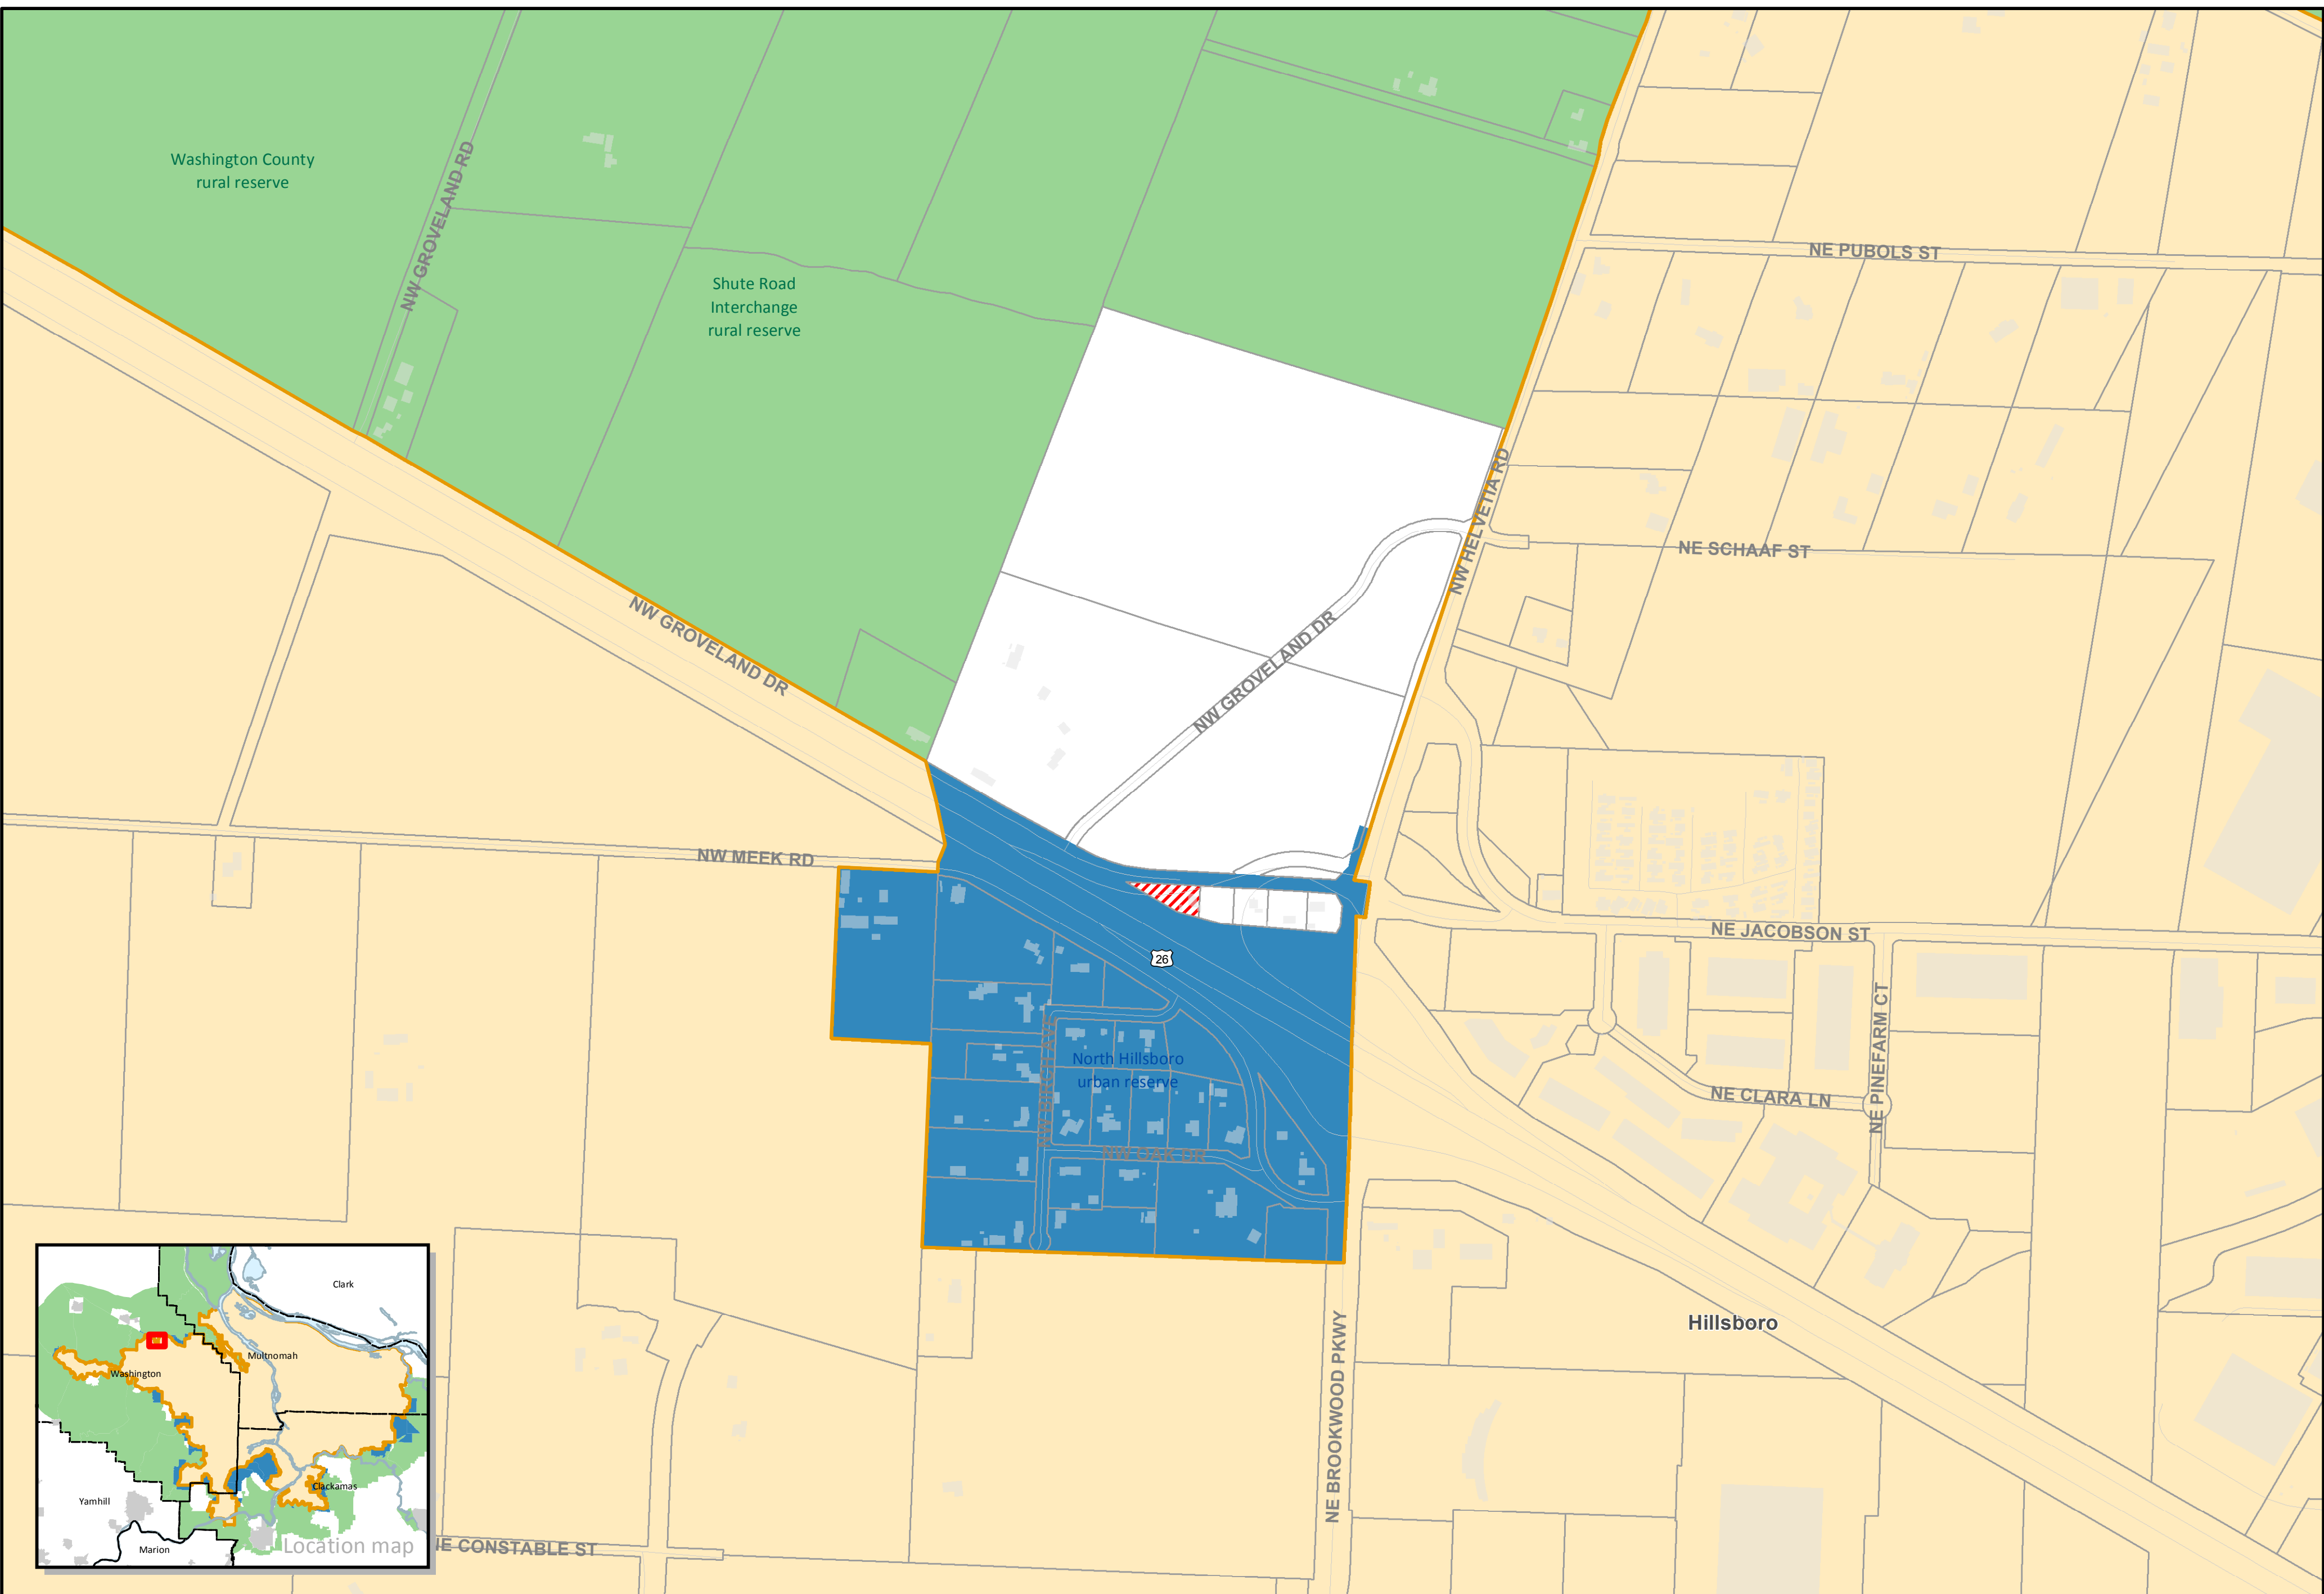 Washington County
rural reserve
NW GROVELAND RD
Shute Road
Interchange
rural reserve
NE PUBOLS ST
NW HELVETIA RD
NE SCHAAF ST
NW GROVELAND DR
NW GROVELAND DR
NW MEEK RD
NE JACOBSON ST
26
North Hillsboro
urban reserve
NW OAK DR
NE CLARA LN
NE PINEFARM CT
Hillsboro
NE BROOKWOOD PKWY
NE CONSTABLE ST
Clark
Multnomah
Washington
Clackamas
Yamhill
Marion
Location map